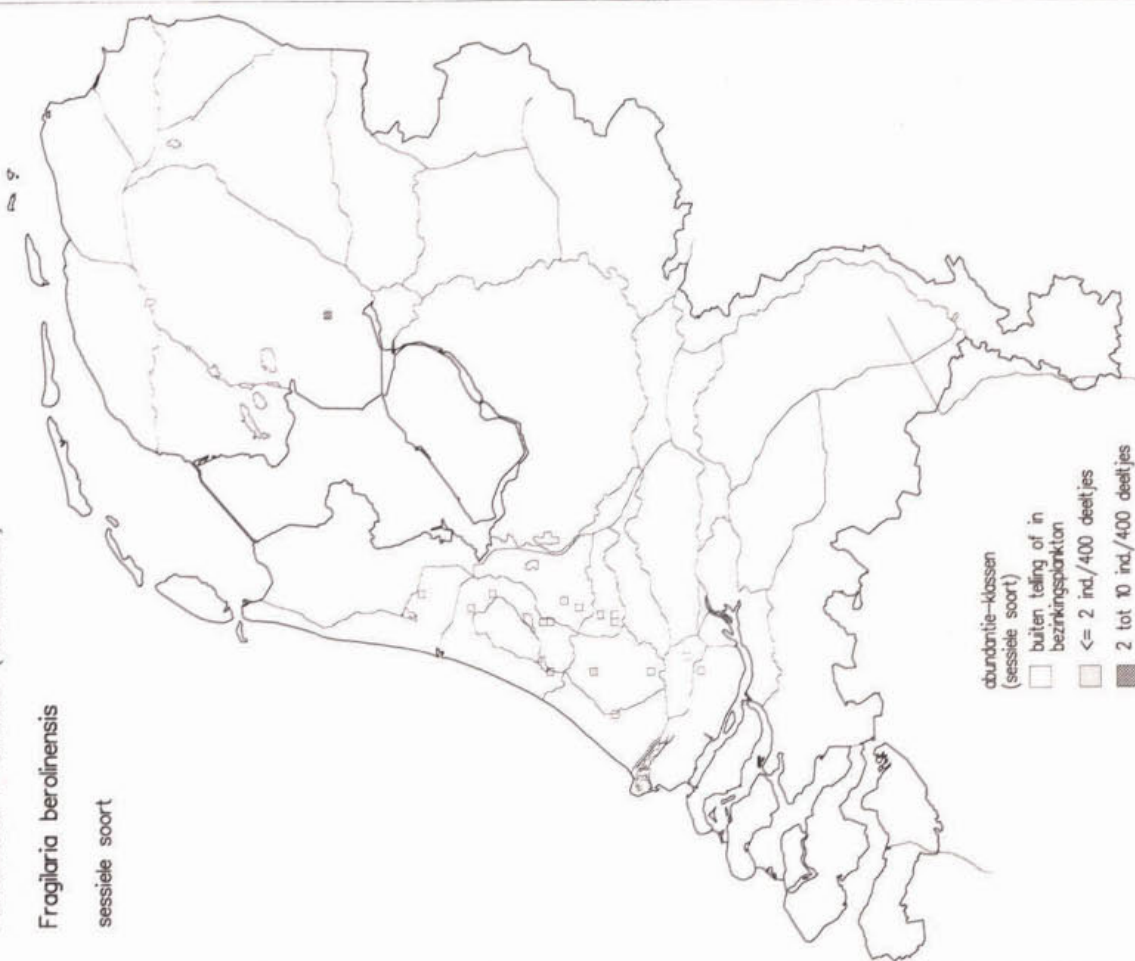 Fragilaria berolinensis
sessiele soort
abundantie-klassen
(sessiele soort)
buiten telling of in
bezinkingsplankton
<= 2 ind./400 deeltjes
2 tot 10 ind./400 deeltjes